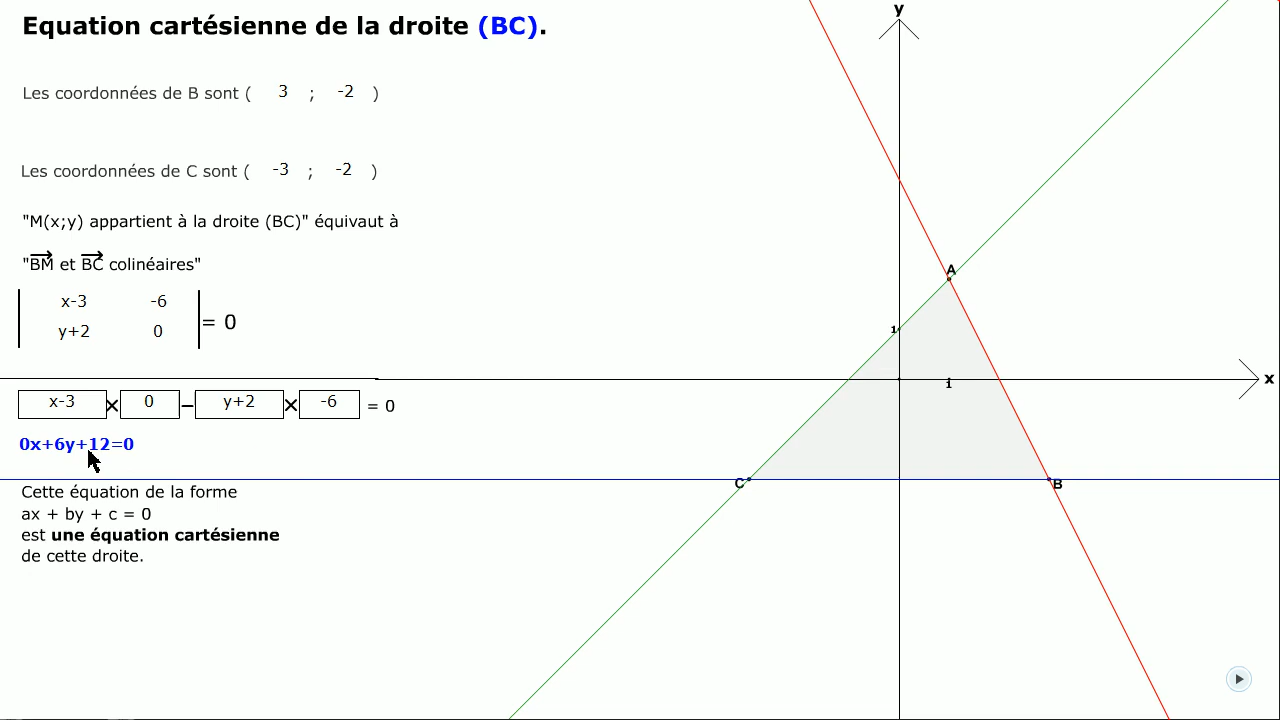 Equation cartésienne de la droite (BC).
Les coordonnées de B sont ( 3 ; -2 )
Les coordonnées de C sont ( -3 ; -2 )
"M(x;y) appartient à la droite (BC)" équivaut à
"BM et BC colinéaires"
x-3 -6
y+2 0
= 0
x-3 × 0 − y+2 × -6 = 0
0x+6y+12=0
Cette équation de la forme
ax + by + c = 0
est une équation cartésienne
de cette droite.
y
A
1
1
x
C
B